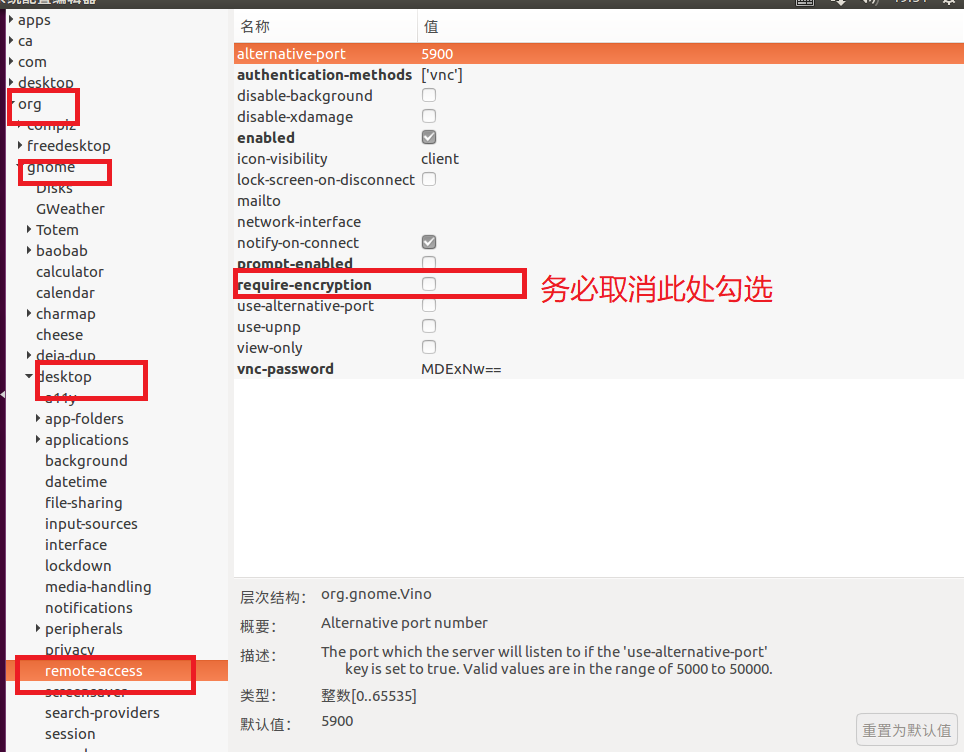 apps
ca
com
desktop
org
compiz
freedesktop
gnome
Disks
GWeather
Totem
baobab
calculator
calendar
charmap
cheese
deja-dup
desktop
a11y
app-folders
applications
background
datetime
file-sharing
input-sources
interface
lockdown
media-handling
notifications
peripherals
privacy
remote-access
screensaver
search-providers
session
名称 值
alternative-port 5900
authentication-methods ['vnc']
disable-background
disable-xdamage
enabled
icon-visibility client
lock-screen-on-disconnect
mailto
network-interface
notify-on-connect
prompt-enabled
require-encryption
务必取消此处勾选
use-alternative-port
use-upnp
view-only
vnc-password MDExNw==
层次结构： org.gnome.Vino
概要： Alternative port number
描述： The port which the server will listen to if the 'use-alternative-port'
key is set to true. Valid values are in the range of 5000 to 50000.
类型： 整数[0..65535]
默认值： 5900
重置为默认值